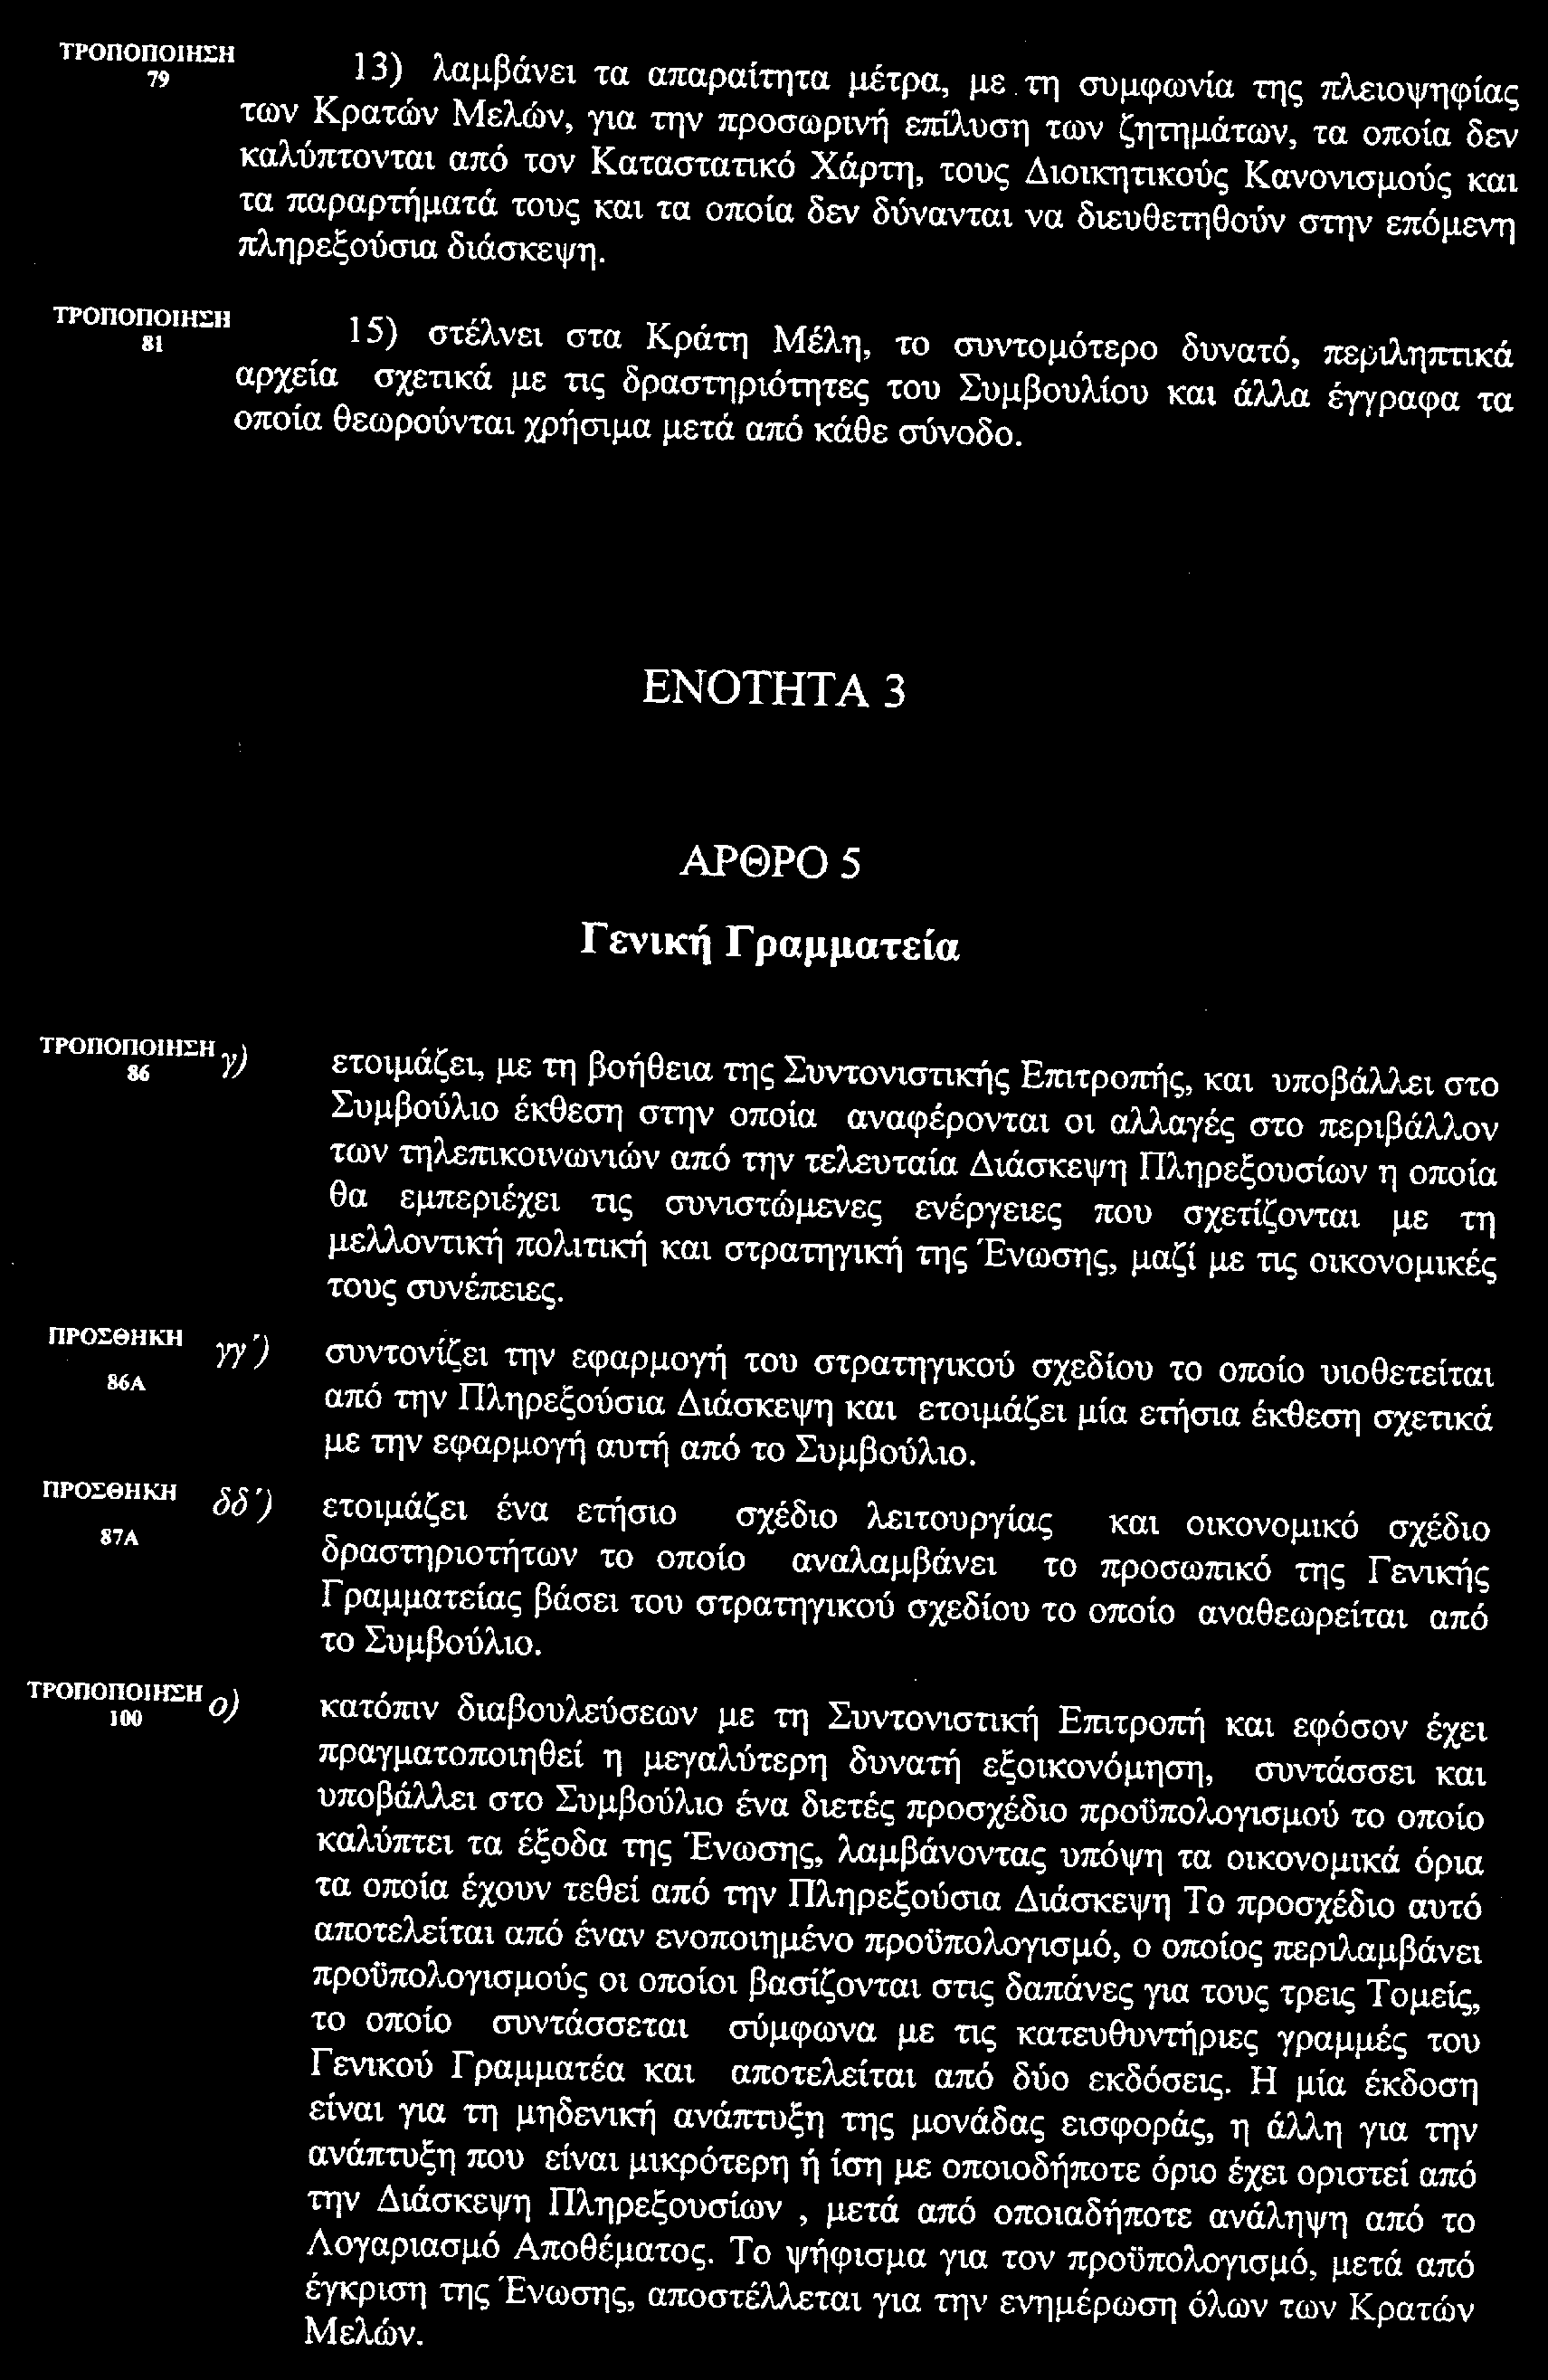 ΤΡΟΠΟΠΟΙΗΣΗ
79
13) λαμβάνει τα απαραίτητα μέτρα, με τη συμφωνία της πλειοψηφίας
των Κρατών Μελών, για την προσωρινή επίλυση των ζητημάτων, τα οποία δεν
καλύπτονται από τον Καταστατικό Χάρτη, τους Διοικητικούς Κανονισμούς και
τα παραρτήματά τους και τα οποία δεν δύνανται να διευθετηθούν στην επόμενη
πληρεξούσια διάσκεψη.
ΤΡΟΠΟΠΟΙΗΣΗ
81
15) στέλνει στα Κράτη Μέλη, το συντομότερο δυνατό, περιληπτικά
αρχεία σχετικά με τις δραστηριότητες του Συμβουλίου και άλλα έγγραφα τα
οποία θεωρούνται χρήσιμα μετά από κάθε σύνοδο.
ΕΝΟΤΗΤΑ 3
ΑΡΘΡΟ 5
Γενική Γραμματεία
ΤΡΟΠΟΠΟΙΗΣΗ
86
γ) ετοιμάζει, με τη βοήθεια της Συντονιστικής Επιτροπής, και υποβάλλει στο
Συμβούλιο έκθεση στην οποία αναφέρονται οι αλλαγές στο περιβάλλον
των τηλεπικοινωνιών από την τελευταία Διάσκεψη Πληρεξουσίων η οποία
θα εμπεριέχει τις συνιστώμενες ενέργειες που σχετίζονται με τη
μελλοντική πολιτική και στρατηγική της Ένωσης, μαζί με τις οικονομικές
τους συνέπειες.
ΠΡΟΣΘΗΚΗ
86Α
γγ΄) συντονίζει την εφαρμογή του στρατηγικού σχεδίου το οποίο υιοθετείται
από την Πληρεξούσια Διάσκεψη και ετοιμάζει μία ετήσια έκθεση σχετικά
με την εφαρμογή αυτή από το Συμβούλιο.
ΠΡΟΣΘΗΚΗ
87Α
δδ΄) ετοιμάζει ένα ετήσιο σχέδιο λειτουργίας και οικονομικό σχέδιο
δραστηριοτήτων το οποίο αναλαμβάνει το προσωπικό της Γενικής
Γραμματείας βάσει του στρατηγικού σχεδίου το οποίο αναθεωρείται από
το Συμβούλιο.
ΤΡΟΠΟΠΟΙΗΣΗ
100
ο) κατόπιν διαβουλεύσεων με τη Συντονιστική Επιτροπή και εφόσον έχει
πραγματοποιηθεί η μεγαλύτερη δυνατή εξοικονόμηση, συντάσσει και
υποβάλλει στο Συμβούλιο ένα διετές προσχέδιο προϋπολογισμού το οποίο
καλύπτει τα έξοδα της Ένωσης, λαμβάνοντας υπόψη τα οικονομικά όρια
τα οποία έχουν τεθεί από την Πληρεξούσια Διάσκεψη Το προσχέδιο αυτό
αποτελείται από έναν ενοποιημένο προϋπολογισμό, ο οποίος περιλαμβάνει
προϋπολογισμούς οι οποίοι βασίζονται στις δαπάνες για τους τρεις Τομείς,
το οποίο συντάσσεται σύμφωνα με τις κατευθυντήριες γραμμές του
Γενικού Γραμματέα και αποτελείται από δύο εκδόσεις. Η μία έκδοση
είναι για τη μηδενική ανάπτυξη της μονάδας εισφοράς, η άλλη για την
ανάπτυξη που είναι μικρότερη ή ίση με οποιοδήποτε όριο έχει οριστεί από
την Διάσκεψη Πληρεξουσίων , μετά από οποιαδήποτε ανάληψη από το
Λογαριασμό Αποθέματος. Το ψήφισμα για τον προϋπολογισμό, μετά από
έγκριση της Ένωσης, αποστέλλεται για την ενημέρωση όλων των Κρατών
Μελών.